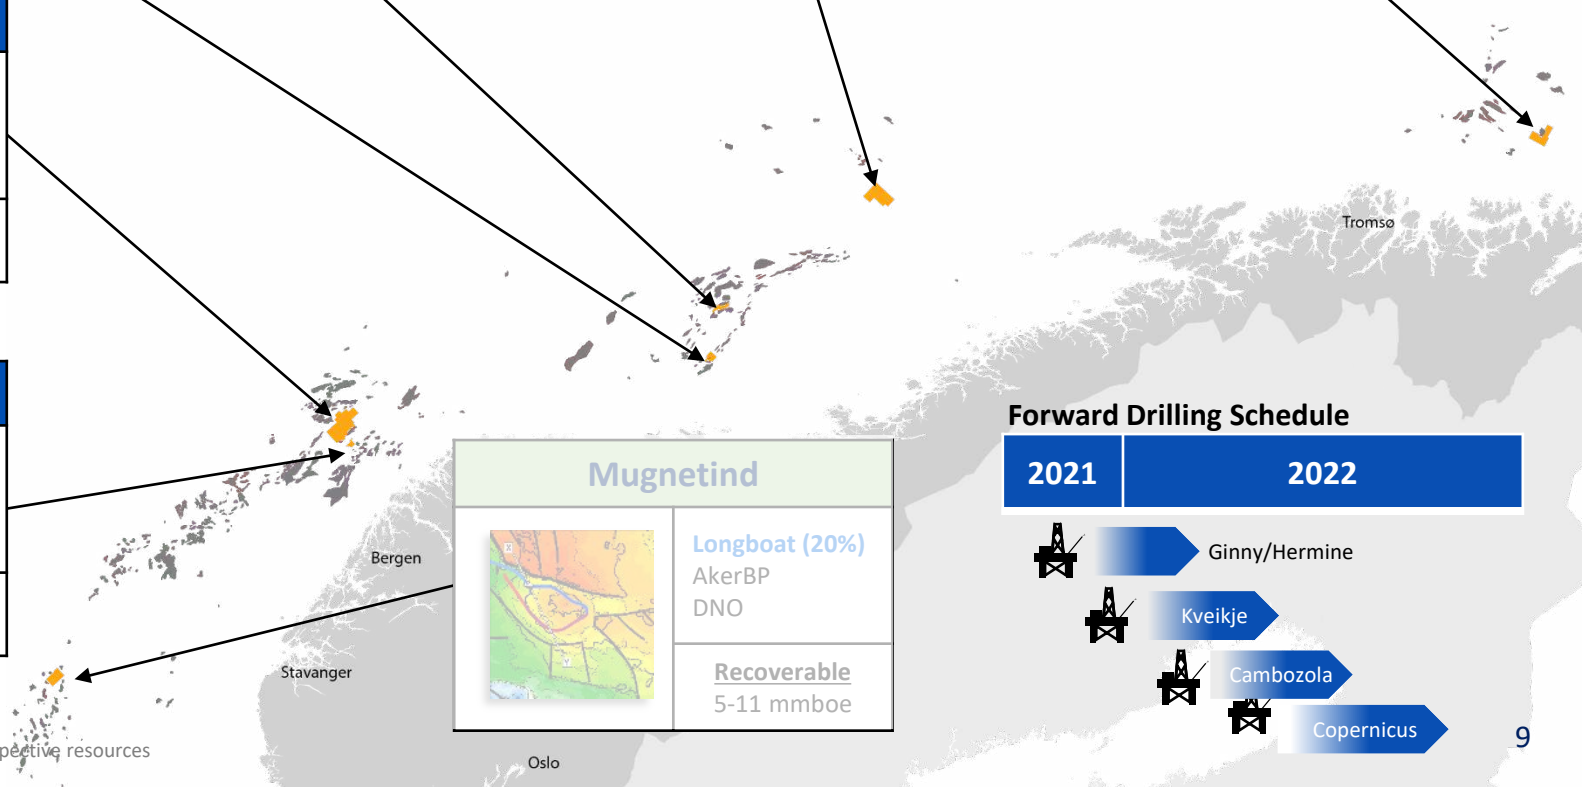 Tromsø
Forward Drilling Schedule
2021 2022
Mugnetind
Longboat (20%)
AkerBP
DNO
Recoverable
5-11 mmboe
Ginny/Hermine
Kveikje
Cambozola
Copernicus
Bergen
Stavanger
Oslo
resources
9